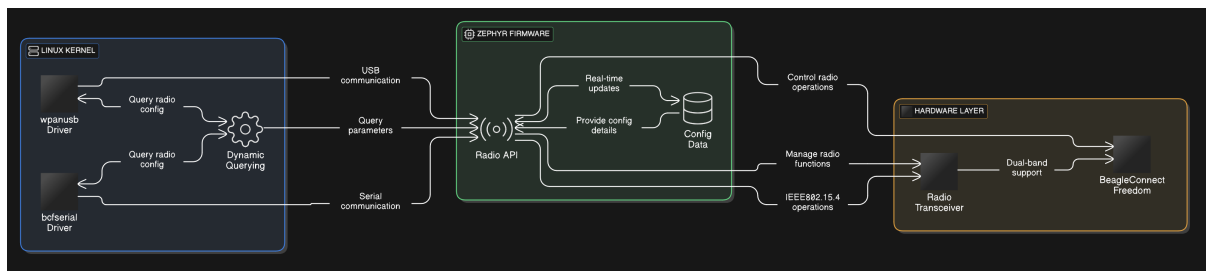 LINUX KERNEL
wpanusb
Driver
Query radio
config
Query radio
config
bcfserial
Driver
Dynamic
Querying
USB
communication
Query
parameters
Serial
communication
ZEPHYR FIRMWARE
Radio API
Real-time
updates
Provide config
details
Config
Data
Control radio
operations
Manage radio
functions
IEEE802.15.4
operations
HARDWARE LAYER
Radio
Transceiver
Dual-band
support
BeagleConnect
Freedom